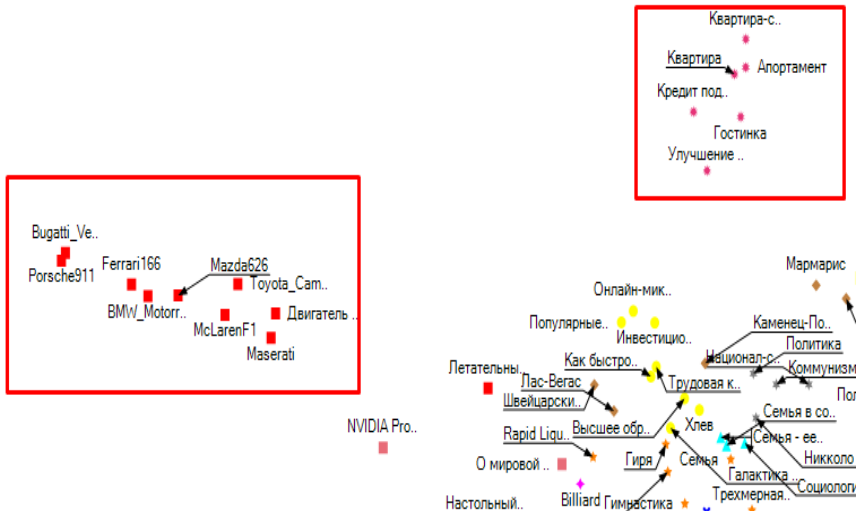 Квартира-с..
Квартира
Апортамент
Кредит под..
Гостинка
Улучшение ..
Bugatti_Ve..
Porsche911
Ferrari166
Mazda626
BMW_Motorr..
Toyota_Cam..
McLarenF1
Двигатель ..
Maserati
Мармарис
Онлайн-мик..
Популярные..
Инвестицио..
Каменец-По..
Политика
Как быстро..
Национал-с..
Коммунизм
Летательны..
Лас-Вегас
Трудовая к..
Швейцарски..
Пол
NVIDIA Pro..
Высшее обр..
Хлев
Семья в со..
Rapid Liqu..
Семья - ее..
Никколо
О мировой ..
Гиря
Семья
Галактика ..
Социологи
Billiard
Гимнастика
Трехмерная..
Настольный..